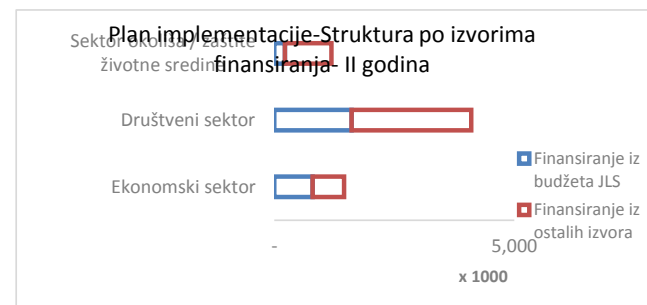 Plan implementacije-Struktura po izvorima
finansiranja- II godina
Sektor okoliša / zaštite
životne sredine
Društveni sektor
Ekonomski sektor
Finansiranje iz
budžeta JLS
Finansiranje iz
ostalih izvora
-
5,000
x 1000